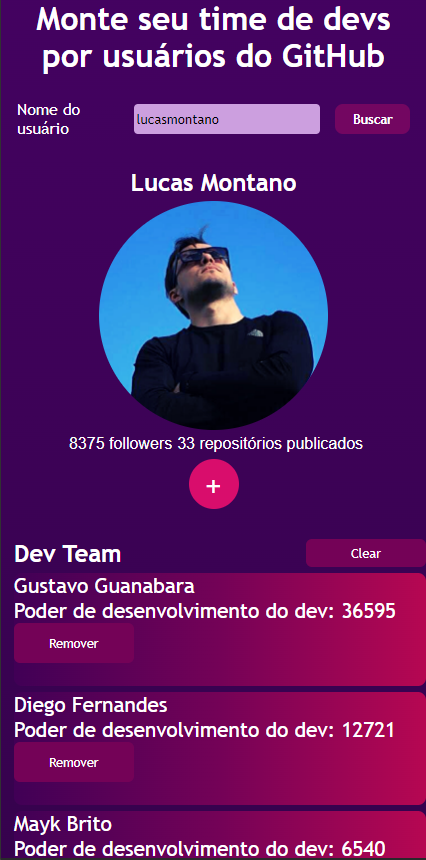 Monte seu time de devs
por usuários do GitHub
Nome do
usuário
lucasmontano
Buscar
Lucas Montano
8375 followers 33 repositórios publicados
+
Dev Team
Clear
Gustavo Guanabara
Poder de desenvolvimento do dev: 36595
Remover
Diego Fernandes
Poder de desenvolvimento do dev: 12721
Remover
Mayk Brito
Poder de desenvolvimento do dev: 6540